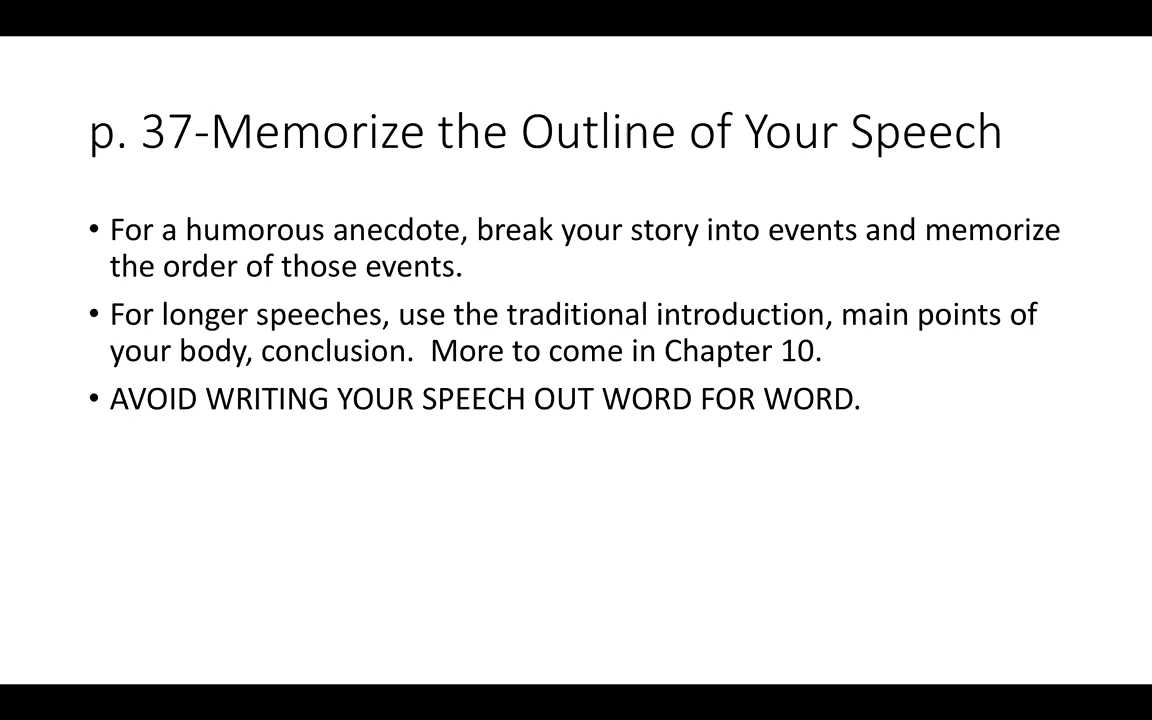 p. 37-Memorize the Outline of Your Speech
• For a humorous anecdote, break your story into events and memorize
the order of those events.
• For longer speeches, use the traditional introduction, main points of
your body, conclusion.  More to come in Chapter 10.
• AVOID WRITING YOUR SPEECH OUT WORD FOR WORD.